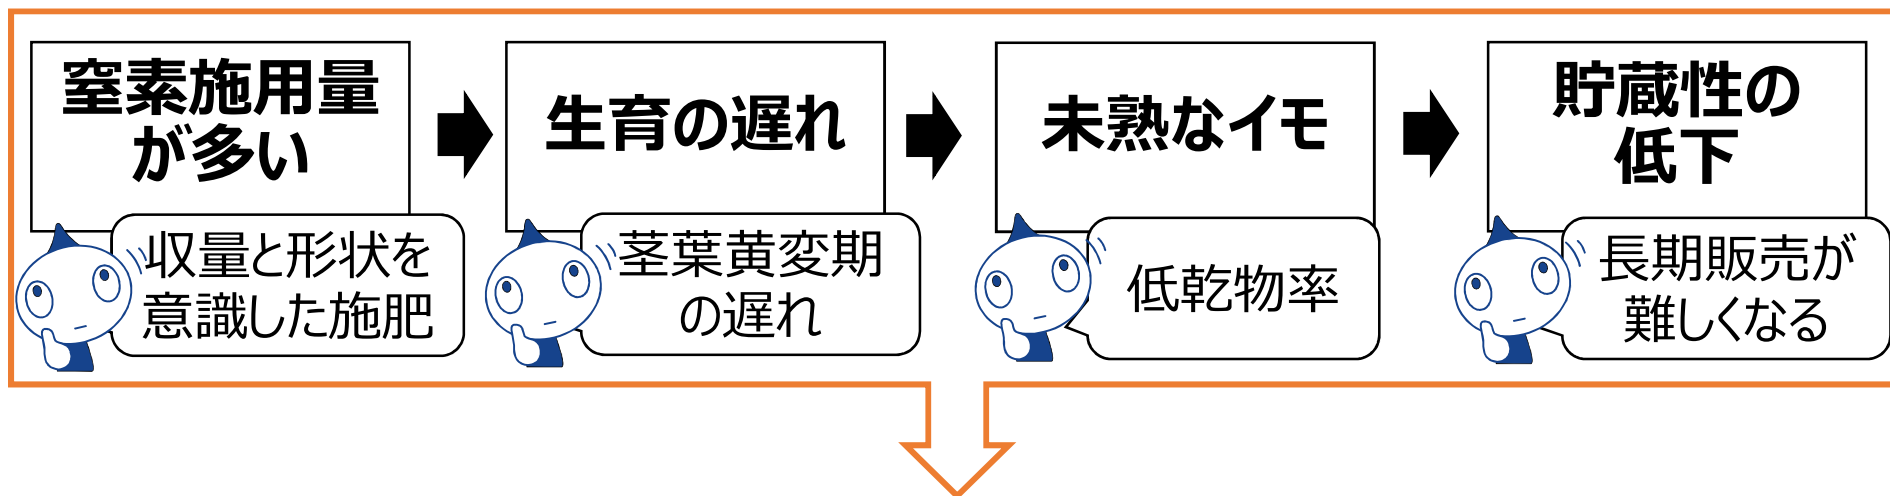 窒素施用量
が多い
収量と形状を
意識した施肥
生育の遅れ
茎葉黄変期
の遅れ
未熟なイモ
低乾物率
貯蔵性の
低下
長期販売が
難しくなる